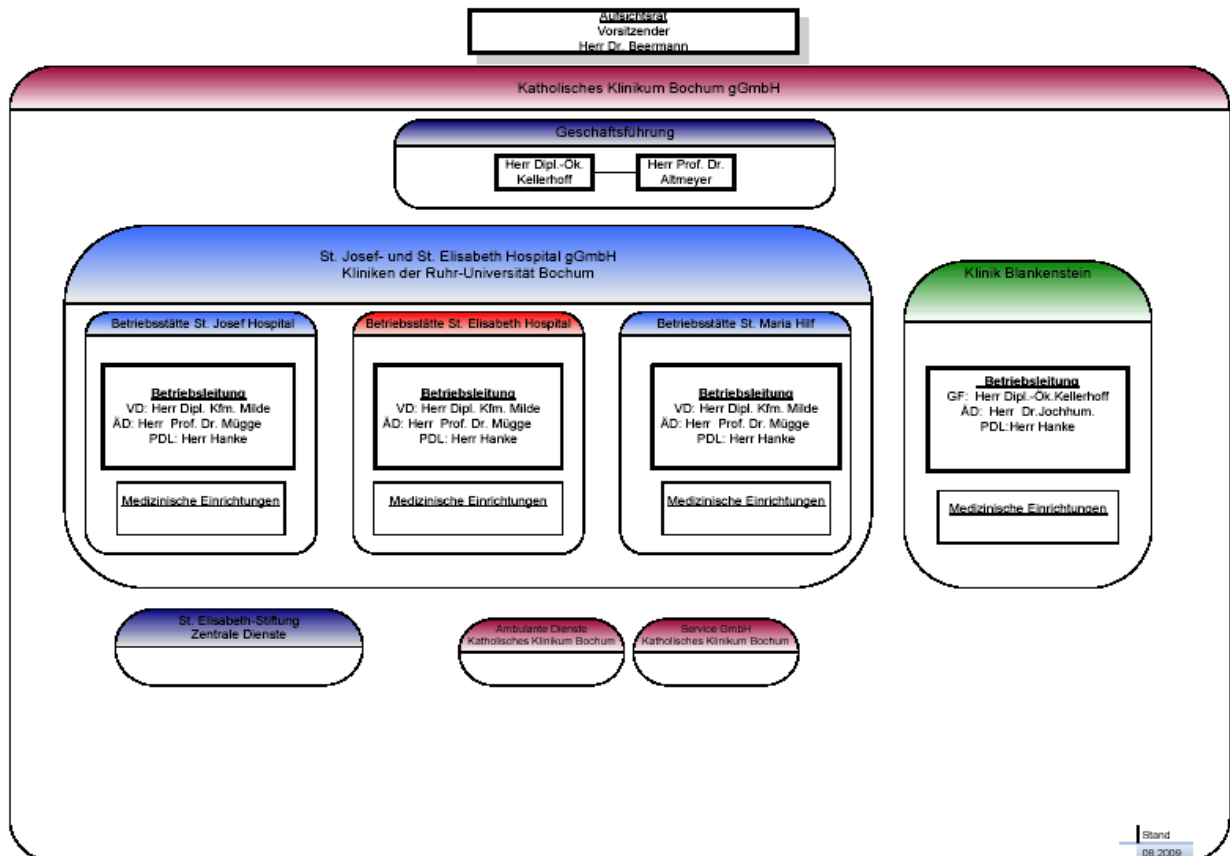 Aufsichtsrat
Vorsitzender
Herr Dr. Beermann
Katholisches Klinikum Bochum gGmbH
Geschäftsführung
Herr Dipl.-Ök.
Kellerhoff
Herr Prof. Dr.
Altmeyer
St. Josef- und St. Elisabeth Hospital gGmbH
Kliniken der Ruhr-Universität Bochum
Betriebsstätte St. Josef Hospital
Betriebsleitung
VD: Herr Dipl. Kfm. Milde
ÄD: Herr Prof. Dr. Mügge
PDL: Herr Hanke
Medizinische Einrichtungen
Betriebsstätte St. Elisabeth Hospital
Betriebsleitung
VD: Herr Dipl. Kfm. Milde
ÄD: Herr Prof. Dr. Mügge
PDL: Herr Hanke
Medizinische Einrichtungen
Betriebsstätte St. Maria Hilf
Betriebsleitung
VD: Herr Dipl. Kfm. Milde
ÄD: Herr Prof. Dr. Mügge
PDL: Herr Hanke
Medizinische Einrichtungen
Klinik Blankenstein
Betriebsleitung
GF: Herr Dipl.-Ök.Kellerhoff
ÄD: Herr Dr.Jochhum.
PDL:Herr Hanke
Medizinische Einrichtungen
St. Elisabeth-Stiftung
Zentrale Dienste
Ambulante Dienste
Katholisches Klinikum Bochum
Service GmbH
Katholisches Klinikum Bochum
Stand
08.2009